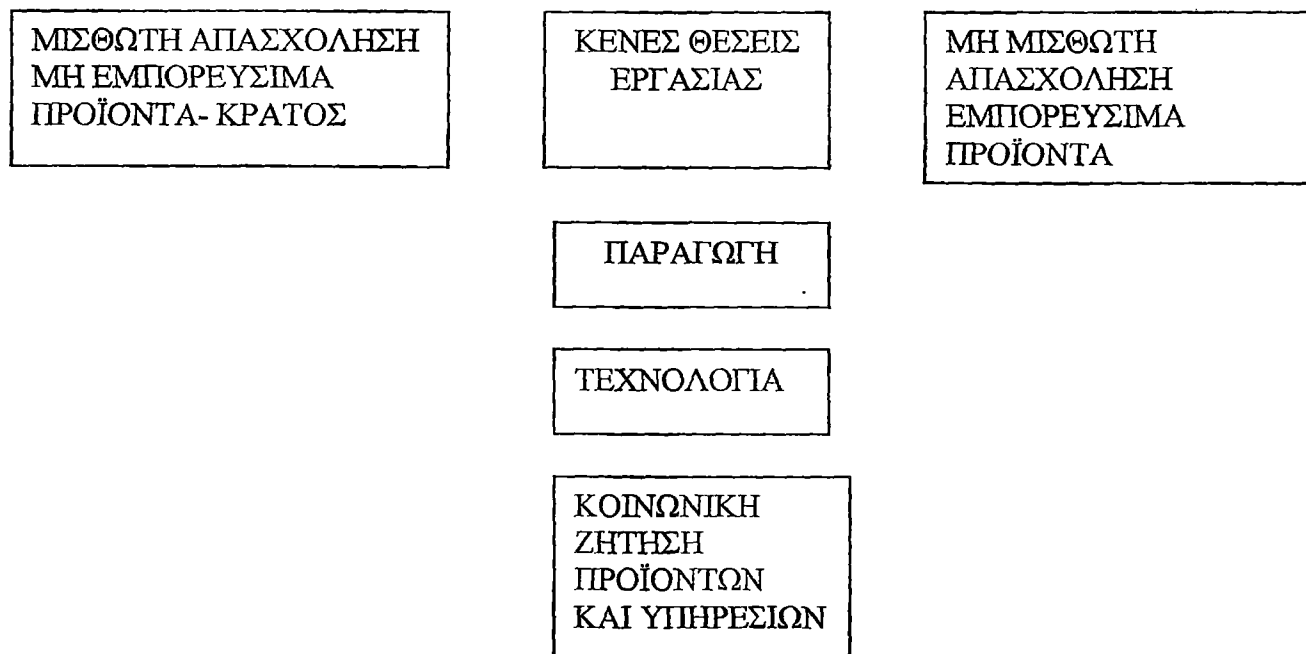 ΜΙΣΘΩΤΗ ΑΠΑΣΧΟΛΗΣΗ
ΜΗ ΕΜΠΟΡΕΥΣΙΜΑ
ΠΡΟΪΟΝΤΑ- ΚΡΑΤΟΣ
ΚΕΝΕΣ ΘΕΣΕΙΣ
ΕΡΓΑΣΙΑΣ
ΜΗ ΜΙΣΘΩΤΗ
ΑΠΑΣΧΟΛΗΣΗ
ΕΜΠΟΡΕΥΣΙΜΑ
ΠΡΟΪΟΝΤΑ
ΠΑΡΑΓΩΓΗ
ΤΕΧΝΟΛΟΓΙΑ
ΚΟΙΝΩΝΙΚΗ
ΖΗΤΗΣΗ
ΠΡΟΪΟΝΤΩΝ
ΚΑΙ ΥΠΗΡΕΣΙΩΝ